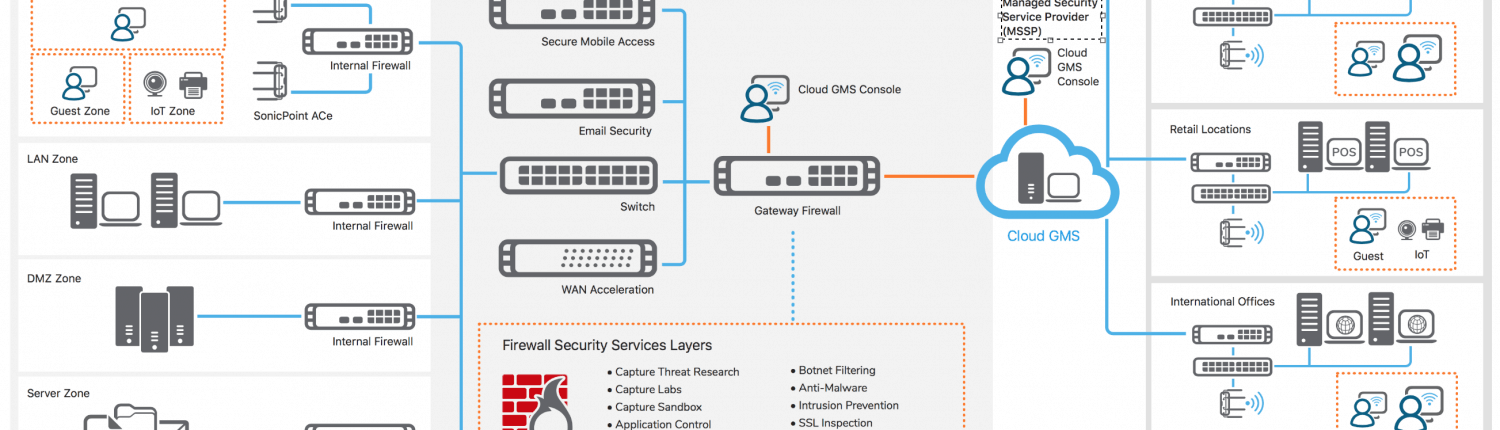 Internal Firewall
Guest Zone
IoT Zone
SonicPoint ACe
LAN Zone
Internal Firewall
DMZ Zone
Internal Firewall
Server Zone
Secure Mobile Access
Email Security
Switch
WAN Acceleration
Cloud GMS Console
Gateway Firewall
Firewall Security Services Layers
• Capture Threat Research
• Capture Labs
• Capture Sandbox
• Application Control
• Botnet Filtering
• Anti-Malware
• Intrusion Prevention
• SSL Inspection
Managed Security
Service Provider
(MSSP)
Cloud
GMS
Console
Cloud GMS
Retail Locations
POS
POS
Guest
IoT
International Offices